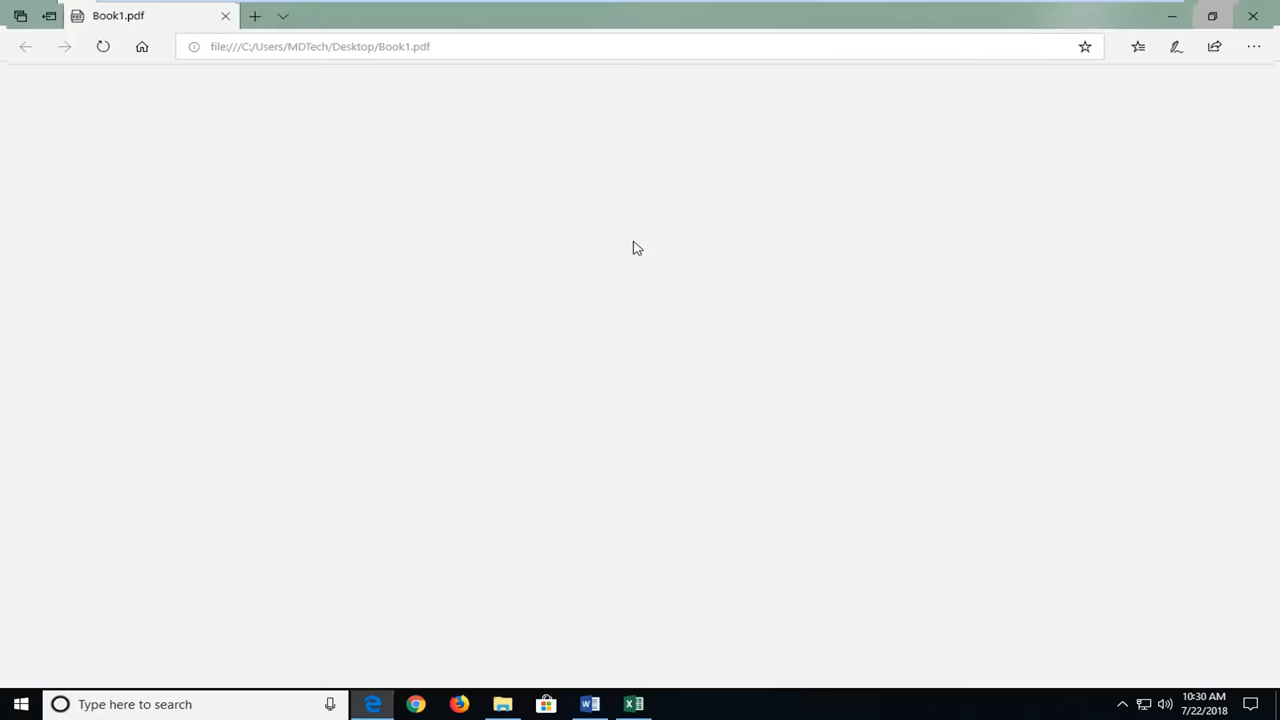 Book1.pdf
file:///C:/Users/MDTech/Desktop/Book1.pdf
Type here to search
10:30 AM
7/22/2018